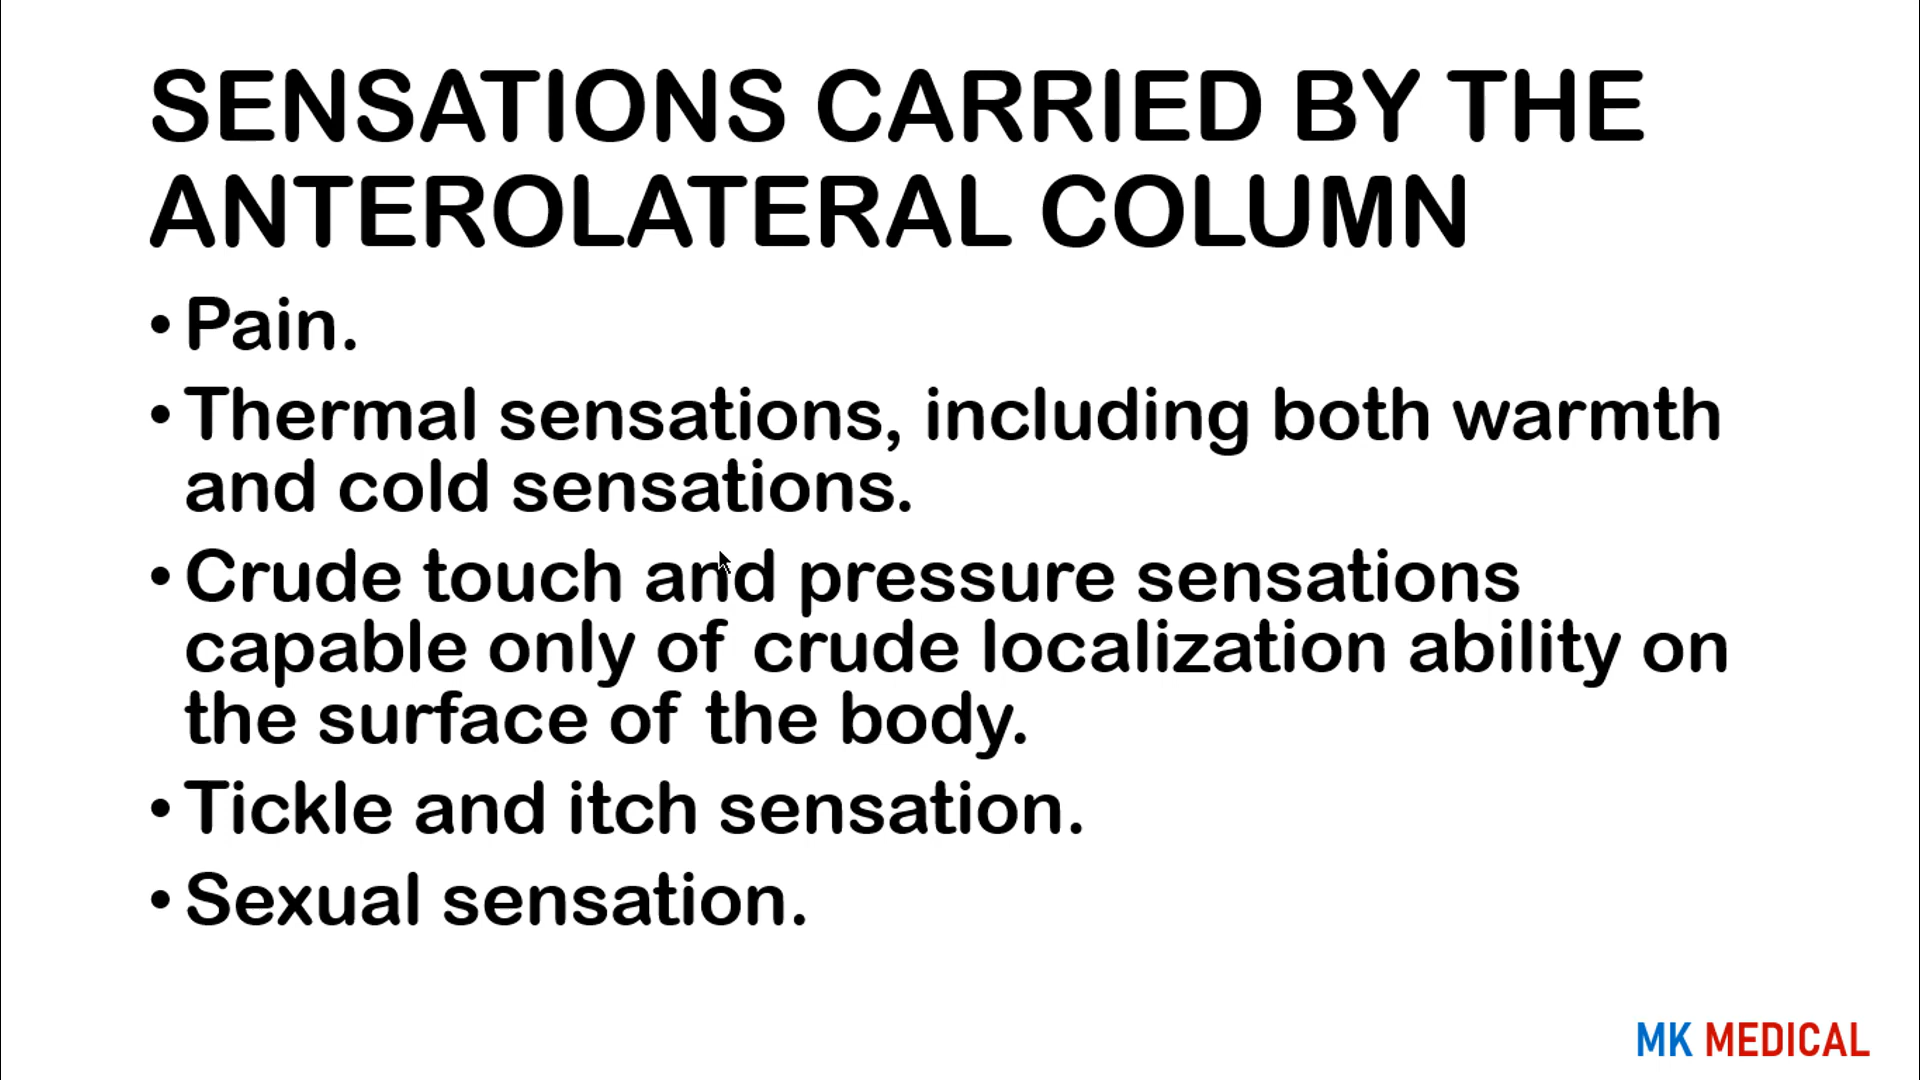 SENSATIONS CARRIED BY THE
ANTEROLATERAL COLUMN
• Pain.
• Thermal sensations, including both warmth
and cold sensations.
• Crude touch and pressure sensations
capable only of crude localization ability on
the surface of the body.
• Tickle and itch sensation.
• Sexual sensation.
MK MEDICAL